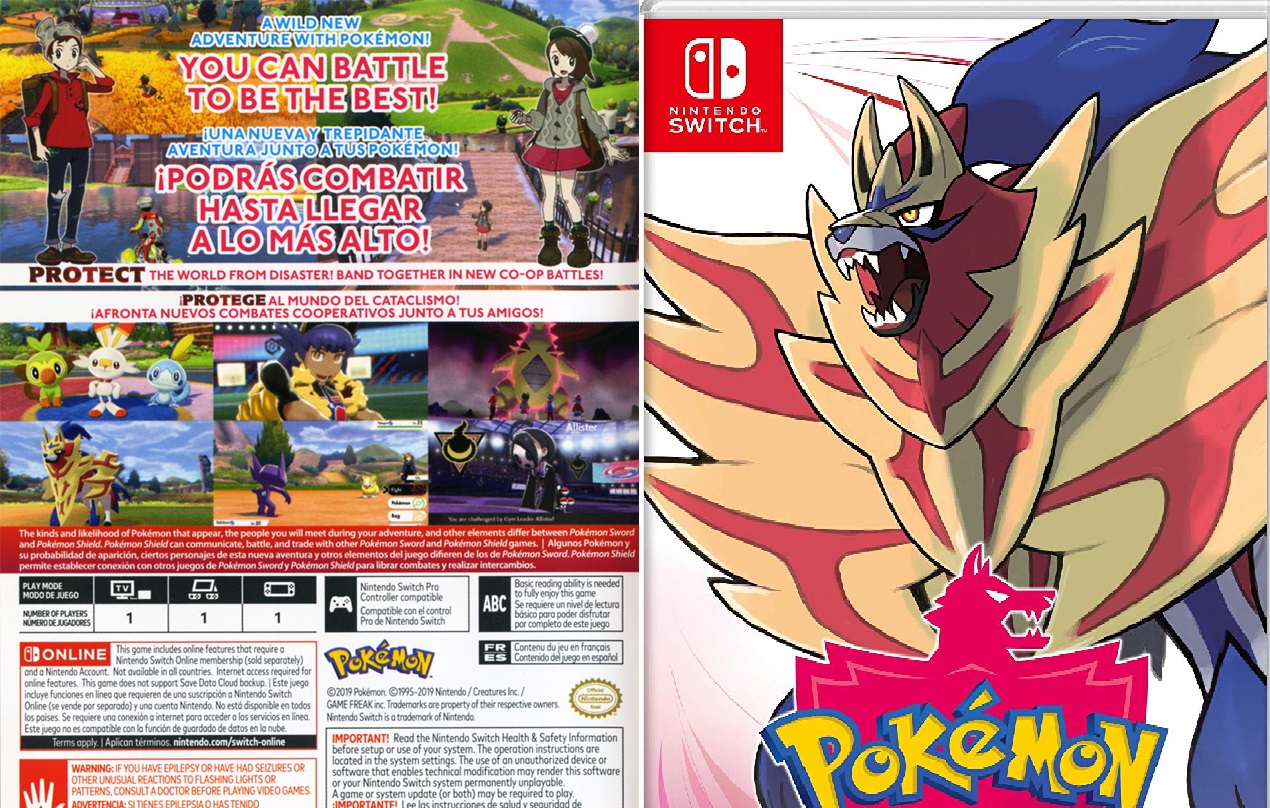 A WILD NEW
ADVENTURE WITH POKÉMON!
YOU CAN BATTLE
TO BE THE BEST!
¡UNA NUEVA Y TREPIDANTE
AVENTURA JUNTO A TUS POKÉMON!
¡PODRÁS COMBATIR
HASTA LLEGAR
A LO MÁS ALTO!
PROTECT THE WORLD FROM DISASTER! BAND TOGETHER IN NEW CO-OP BATTLES!
¡PROTEGE AL MUNDO DEL CATACLISMO!
¡AFRONTA NUEVOS COMBATES COOPERATIVOS JUNTO A TUS AMIGOS!
Allister
Fight
Pokémon
Bag
You are challenged by Gym Leader Allister!
The kinds and likelihood of Pokémon that appear, the people you will meet during your adventure, and other elements differ between Pokémon Sword
and Pokémon Shield. Pokémon Shield can communicate, battle, and trade with other Pokémon Sword and Pokémon Shield games. | Algunos Pokémon y
su probabilidad de aparición, ciertos personajes de esta nueva aventura y otros elementos del juego difieren de los de Pokémon Sword. Pokémon Shield
permite establecer conexión con otros juegos de Pokémon Sword y Pokémon Shield para librar combates y realizar intercambios.
PLAY MODE
MODO DE JUEGO
TV
NUMBER OF PLAYERS
NÚMERO DE JUGADORES
1
1
1
Nintendo Switch Pro
Controller compatible
Compatible con el control
Pro de Nintendo Switch
ABC
Basic reading ability is needed
to fully enjoy this game
Se requiere un nivel de lectura
básico para poder disfrutar
por completo de este juego
ONLINE
This game includes online features that require a
Nintendo Switch Online membership (sold separately)
and a Nintendo Account. Not available in all countries. Internet access required for
online features. This game does not support Save Data Cloud backup. | Este juego
incluye funciones en línea que requieren de una suscripción a Nintendo Switch
Online (se vende por separado) y una cuenta Nintendo. No está disponible en todos
los países. Se requiere una conexión a internet para acceder a los servicios en línea.
Este juego no es compatible con la función de guardado de datos en la nube.
Terms apply. | Aplican términos. nintendo.com/switch-online
POKéMON
FR
ES
Contenu du jeu en français
Contenido del juego en español
©2019 Pokémon. ©1995-2019 Nintendo / Creatures Inc. /
GAME FREAK inc. Trademarks are property of their respective owners.
Nintendo Switch is a trademark of Nintendo.
Official
Nintendo
Seal
WARNING: IF YOU HAVE EPILEPSY OR HAVE HAD SEIZURES OR
OTHER UNUSUAL REACTIONS TO FLASHING LIGHTS OR
PATTERNS, CONSULT A DOCTOR BEFORE PLAYING VIDEO GAMES.
ADVERTENCIA: SI TIENES EPILEPSIA O HAS TENIDO
IMPORTANT! Read the Nintendo Switch Health & Safety Information
before setup or use of your system. The operation instructions are
located in the system settings. The use of an unauthorized device or
software that enables technical modification may render this software
or your Nintendo Switch system permanently unplayable.
A game or system update (or both) may be required to play.
¡IMPORTANTE! Lee las instrucciones de salud y seguridad de
NINTENDO
SWITCH™
POKéMON